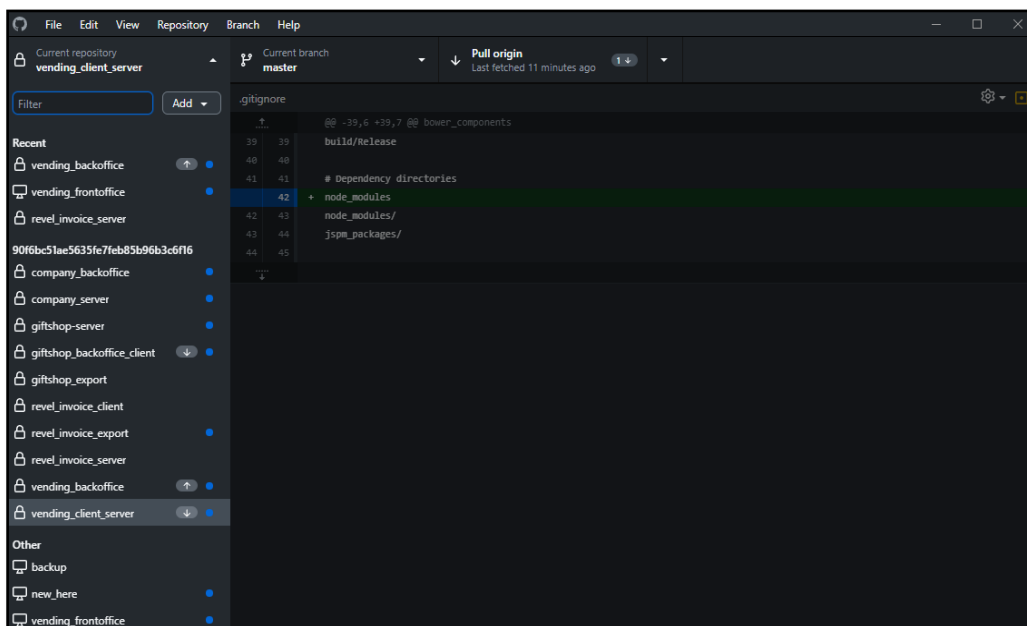 File Edit View Repository Branch Help
Current repository
vending_client_server
Current branch
master
Pull origin
Last fetched 11 minutes ago
1
Filter
Add
Recent
vending_backoffice
vending_frontoffice
revel_invoice_server
90f6bc51ae5635fe7feb85b96b3c6f16
company_backoffice
company_server
giftshop-server
giftshop_backoffice_client
giftshop_export
revel_invoice_client
revel_invoice_export
revel_invoice_server
vending_backoffice
vending_client_server
Other
backup
new_here
vending_frontoffice
.gitignore
@@ -39,6 +39,7 @@ bower_components
39 39 build/Release
40 40
41 41 # Dependency directories
42 + node_modules
42 43 node_modules/
43 44 jspm_packages/
44 45